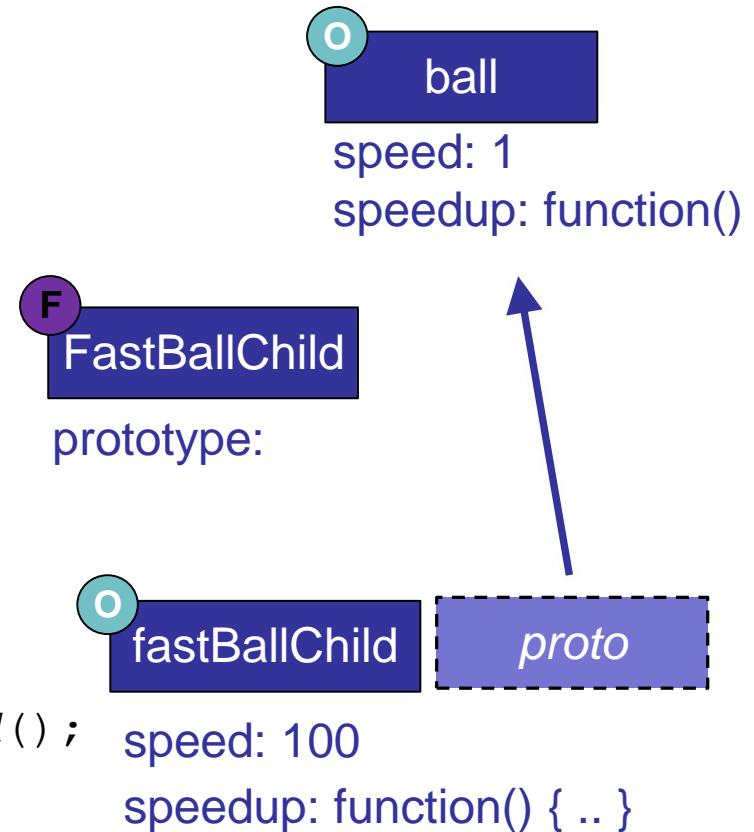 O
ball
speed: 1
speedup: function()
F
FastBallChild
prototype:
O
fastBallChild
proto
();
speed: 100
speedup: function() { .. }